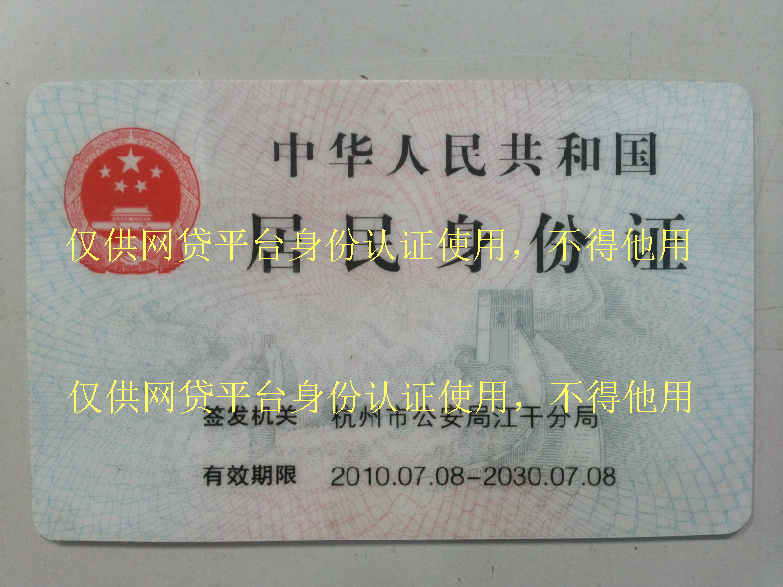 中华人民共和国
居民身份证
仅供网贷平台身份认证使用，不得他用
仅供网贷平台身份认证使用，不得他用
签发机关 杭州市公安局江干分局
有效期限 2010.07.08-2030.07.08